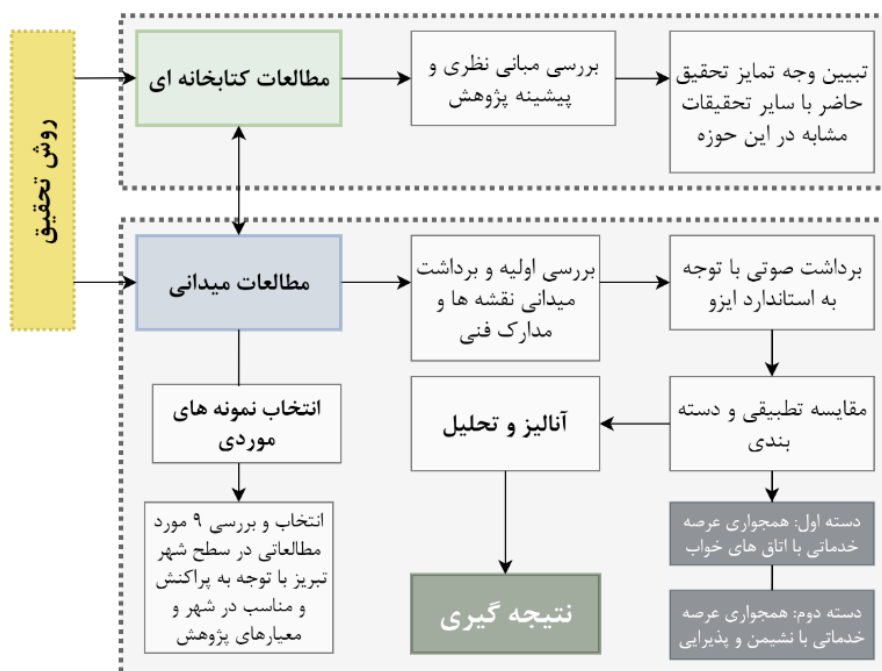 روش تحقیق
مطالعات کتابخانه ای
بررسی مبانی نظری و
پیشینه پژوهش
تبیین وجه تمایز تحقیق
حاضر با سایر تحقیقات
مشابه در این حوزه
مطالعات میدانی
بررسی اولیه و برداشت
میدانی نقشه ها و
مدارک فنی
برداشت صوتی با توجه
به استاندارد ایزو
انتخاب نمونه های
موردی
آنالیز و تحلیل
مقایسه تطبیقی و دسته
بندی
انتخاب و بررسی ۹ مورد
مطالعاتی در سطح شهر
تبریز با توجه به پراکنش
و مناسب در شهر و
معیارهای پژوهش
نتیجه گیری
دسته اول: همجواری عرصه
خدماتی با اتاق های خواب
دسته دوم: همجواری عرصه
خدماتی با نشیمن و پذیرایی